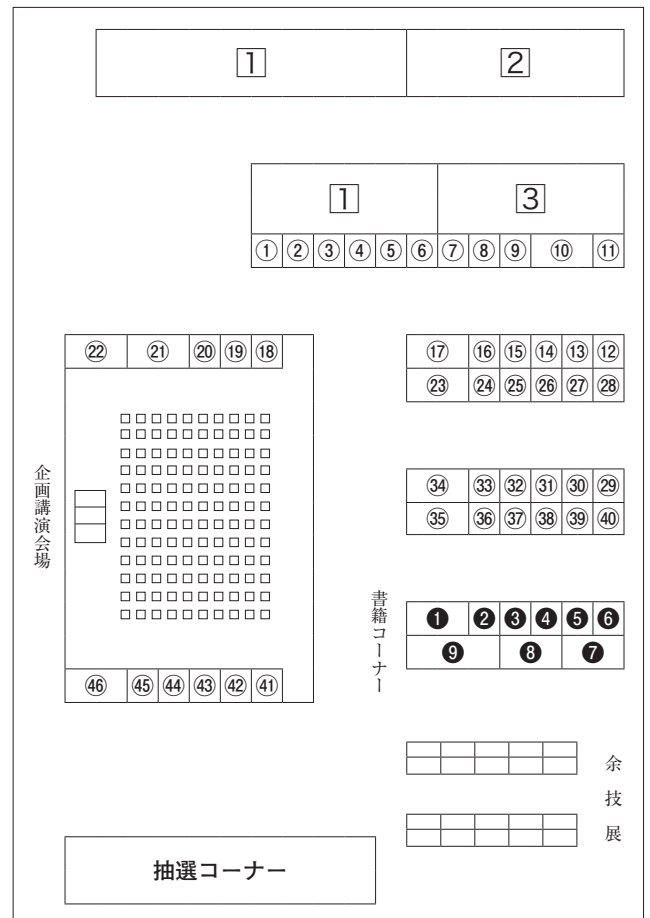 1 2
1 3
① ② ③ ④ ⑤ ⑥ ⑦ ⑧ ⑨ ⑩ ⑪
㉒ ㉑ ⑳ ⑲ ⑱
⑰ ⑯ ⑮ ⑭ ⑬ ⑫
㉓ ㉔ ㉕ ㉖ ㉗ ㉘
企画講演会場
㉞ ㉝ ㉜ ㉛ ㉚ ㉙
㉟ ㊱ ㊲ ㊳ ㊴ ㊵
書籍コーナー
❶ ❷ ❸ ❹ ❺ ❻
❾ ❽ ❼
㊻ ㊺ ㊹ ㊸ ㊷ ㊶
余技展
抽選コーナー